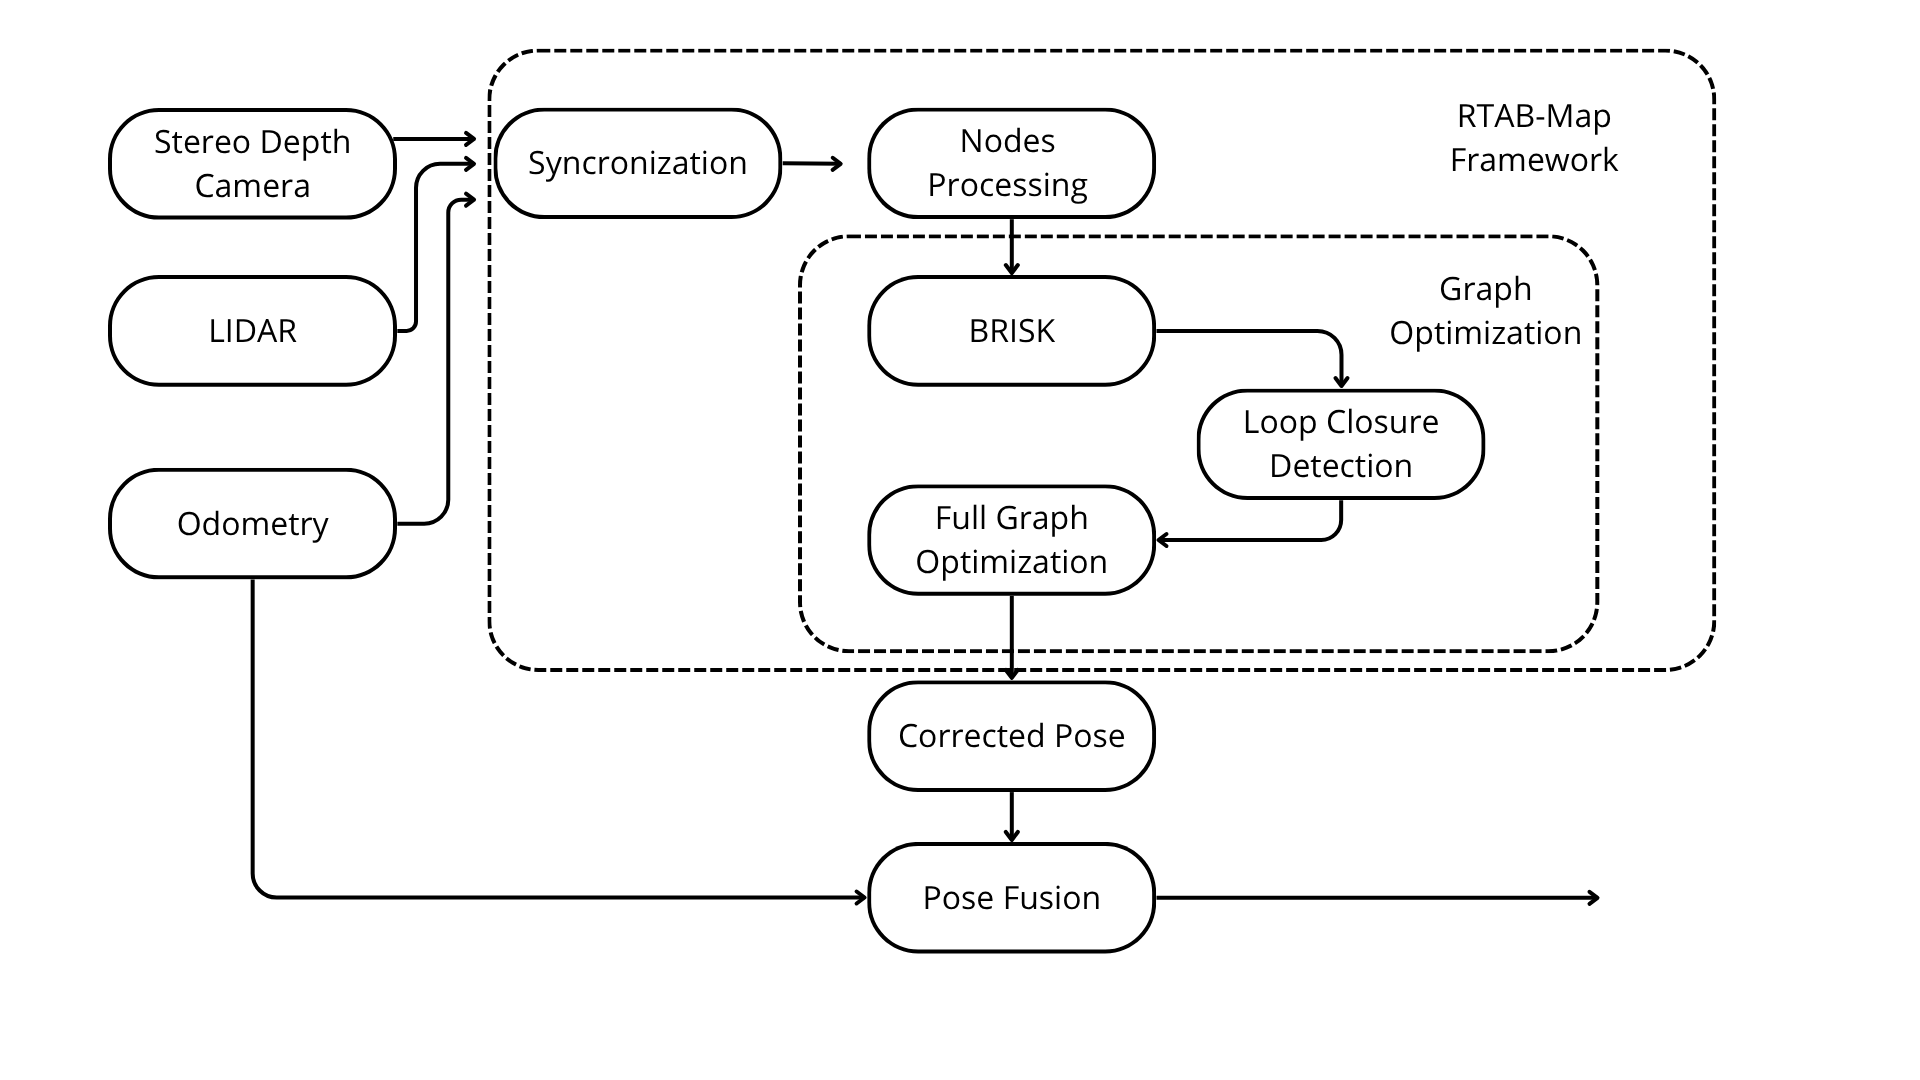 Stereo Depth
Camera
Syncronization
Nodes
Processing
RTAB-Map
Framework
LIDAR
BRISK
Graph
Optimization
Loop Closure
Detection
Odometry
Full Graph
Optimization
Corrected Pose
Pose Fusion